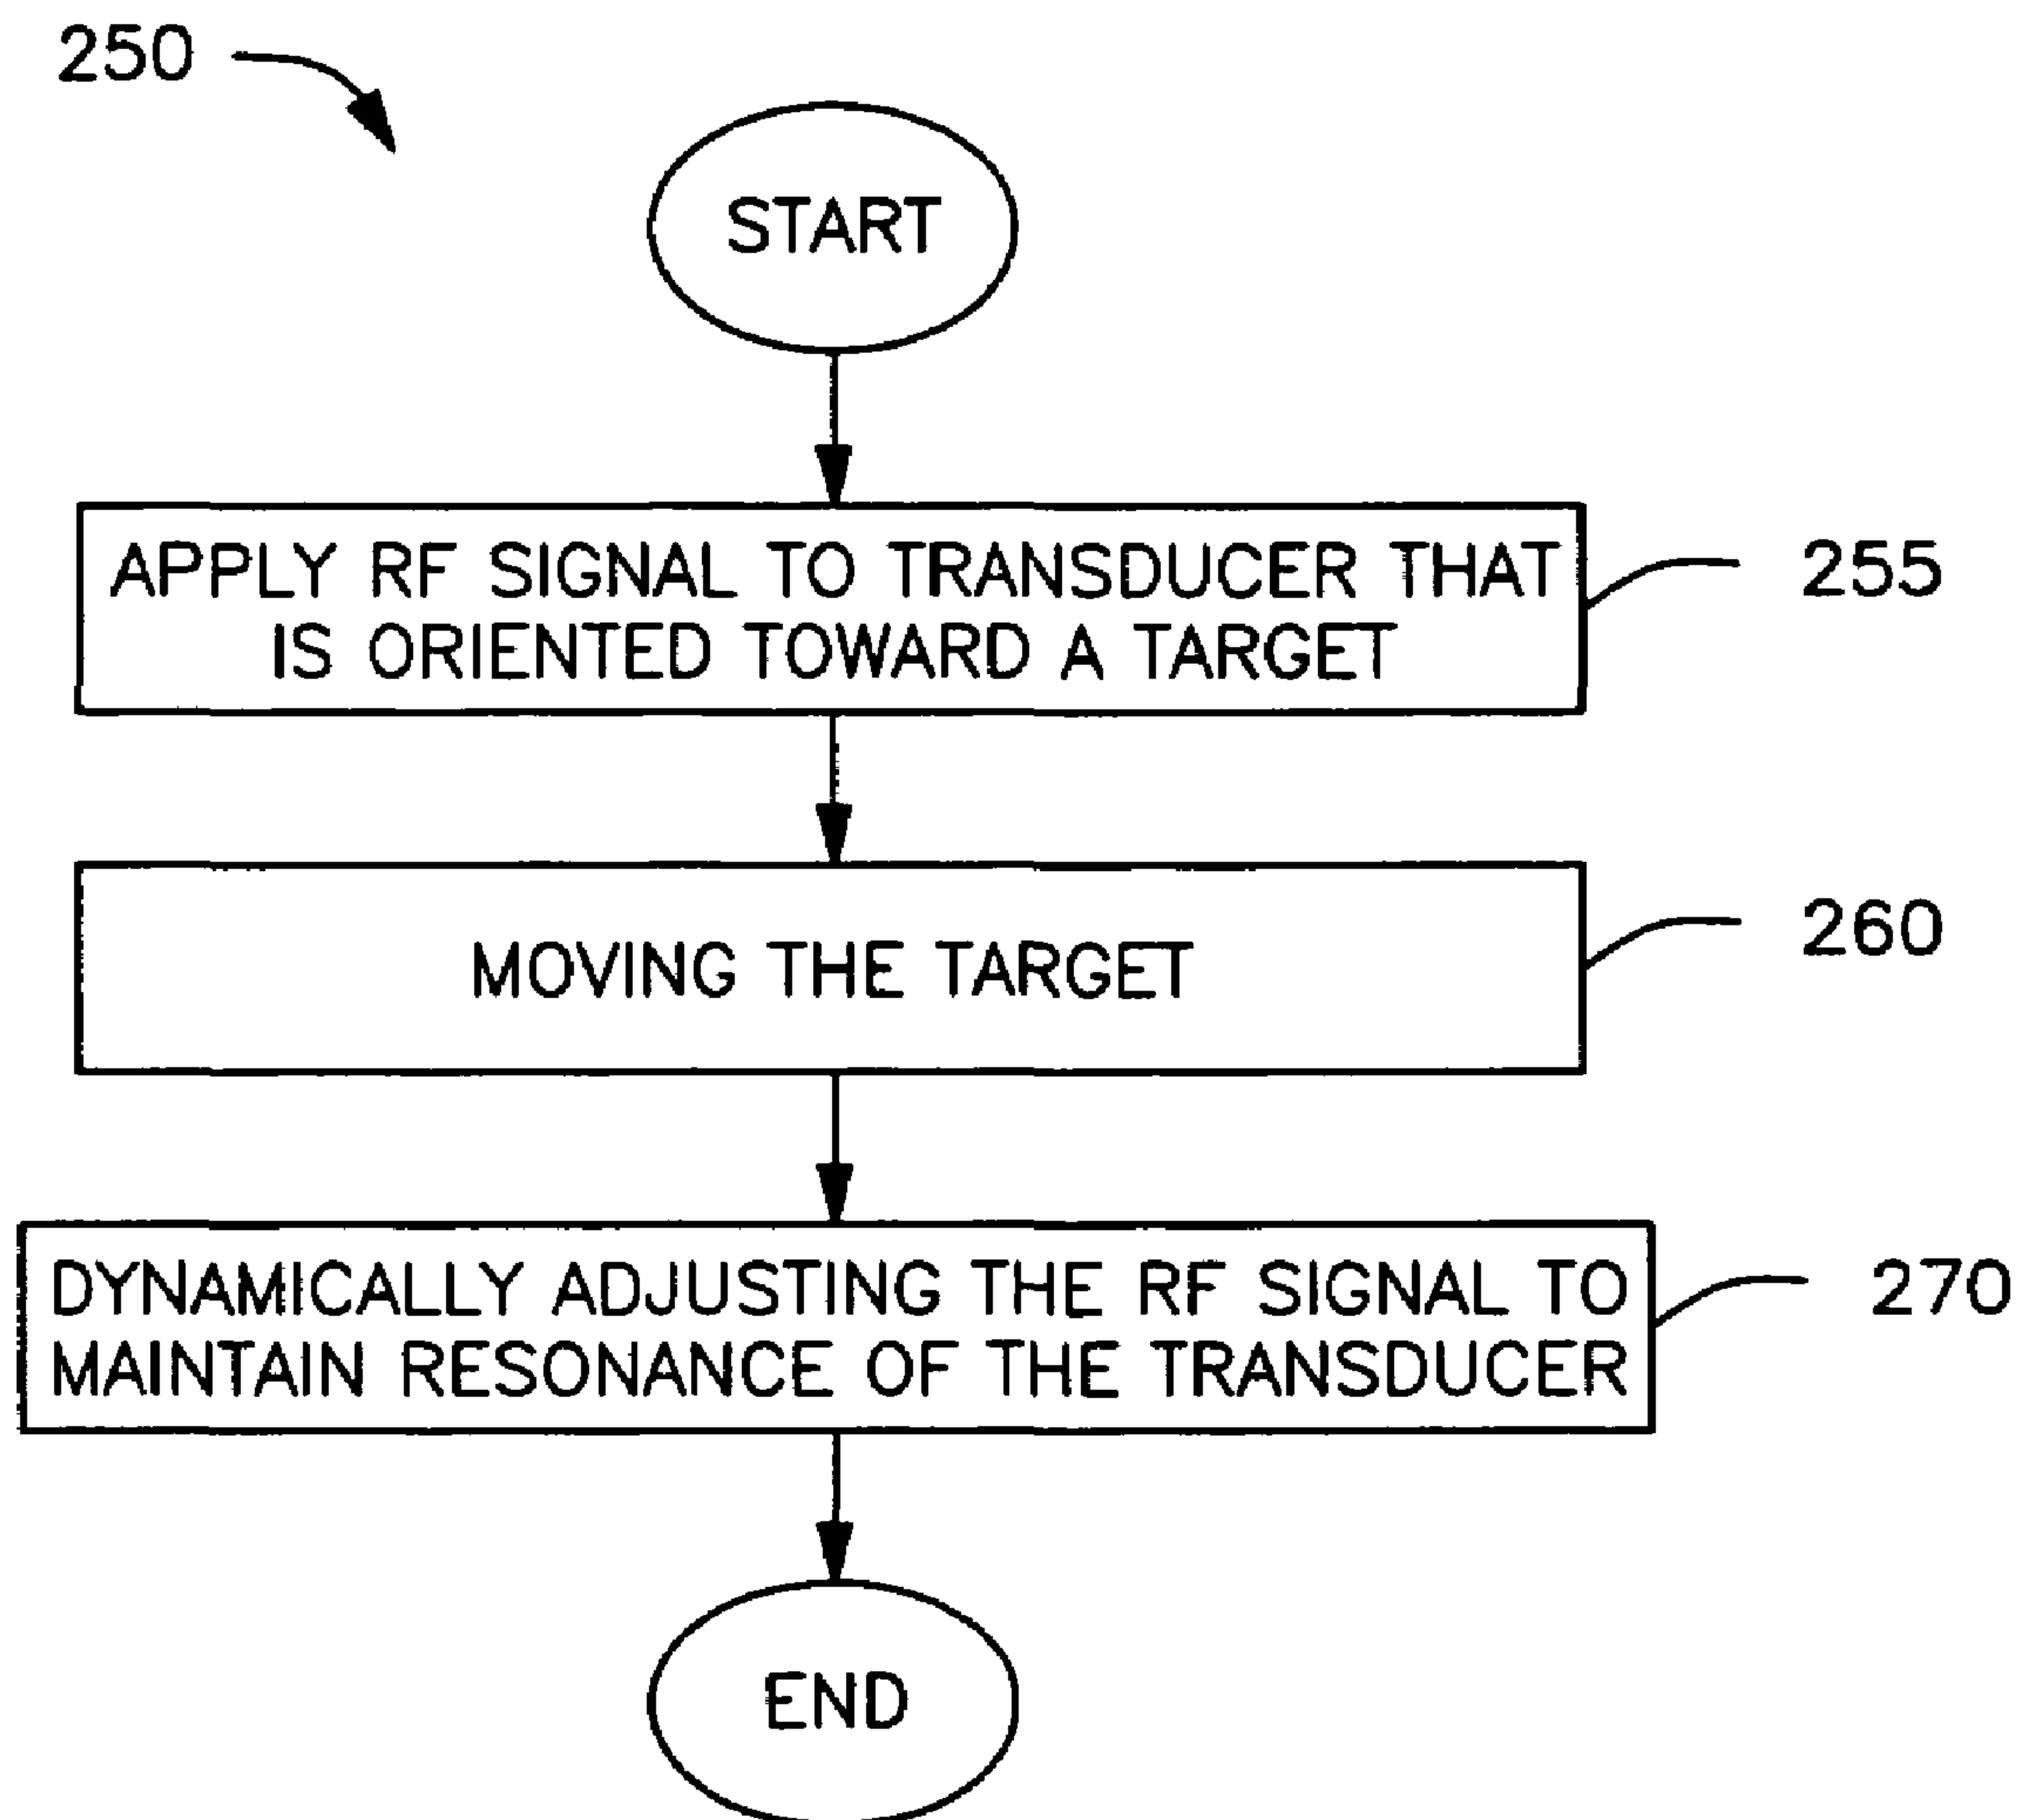 250
START
APPLY RF SIGNAL TO TRANSDUCER THAT
IS ORIENTED TOWARD A TARGET
255
MOVING THE TARGET
260
DYNAMICALLY ADJUSTING THE RF SIGNAL TO
MAINTAIN RESONANCE OF THE TRANSDUCER
270
END